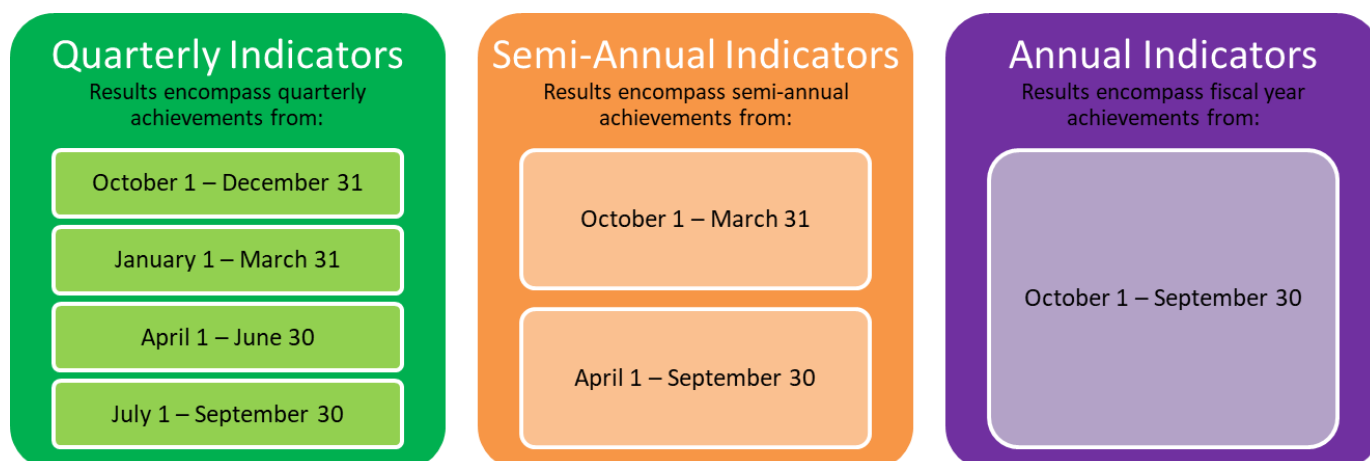 Quarterly Indicators
Results encompass quarterly
achievements from:
October 1 – December 31
January 1 – March 31
April 1 – June 30
July 1 – September 30
Semi-Annual Indicators
Results encompass semi-annual
achievements from:
October 1 – March 31
April 1 – September 30
Annual Indicators
Results encompass fiscal year
achievements from:
October 1 – September 30